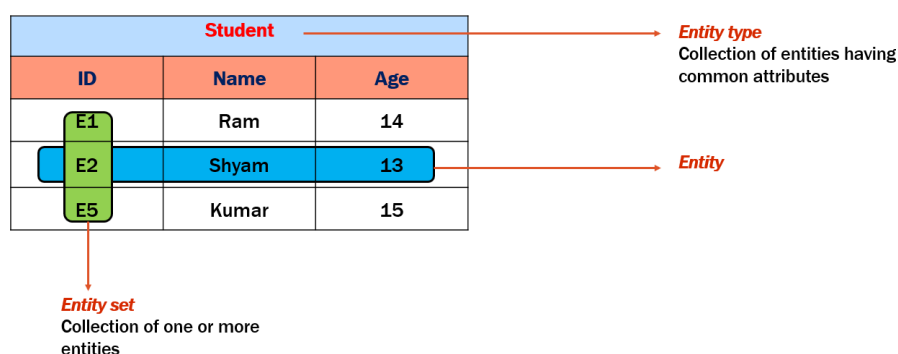 Student
ID Name Age
E1 Ram 14
E2 Shyam 13
E5 Kumar 15
Entity type
Collection of entities having
common attributes
Entity
Entity set
Collection of one or more
entities